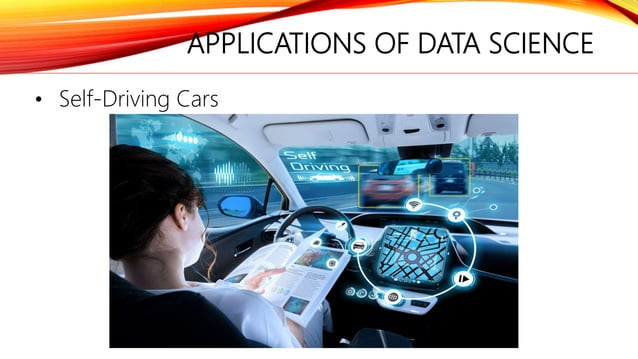 APPLICATIONS OF DATA SCIENCE
• Self-Driving Cars
Self
Driving